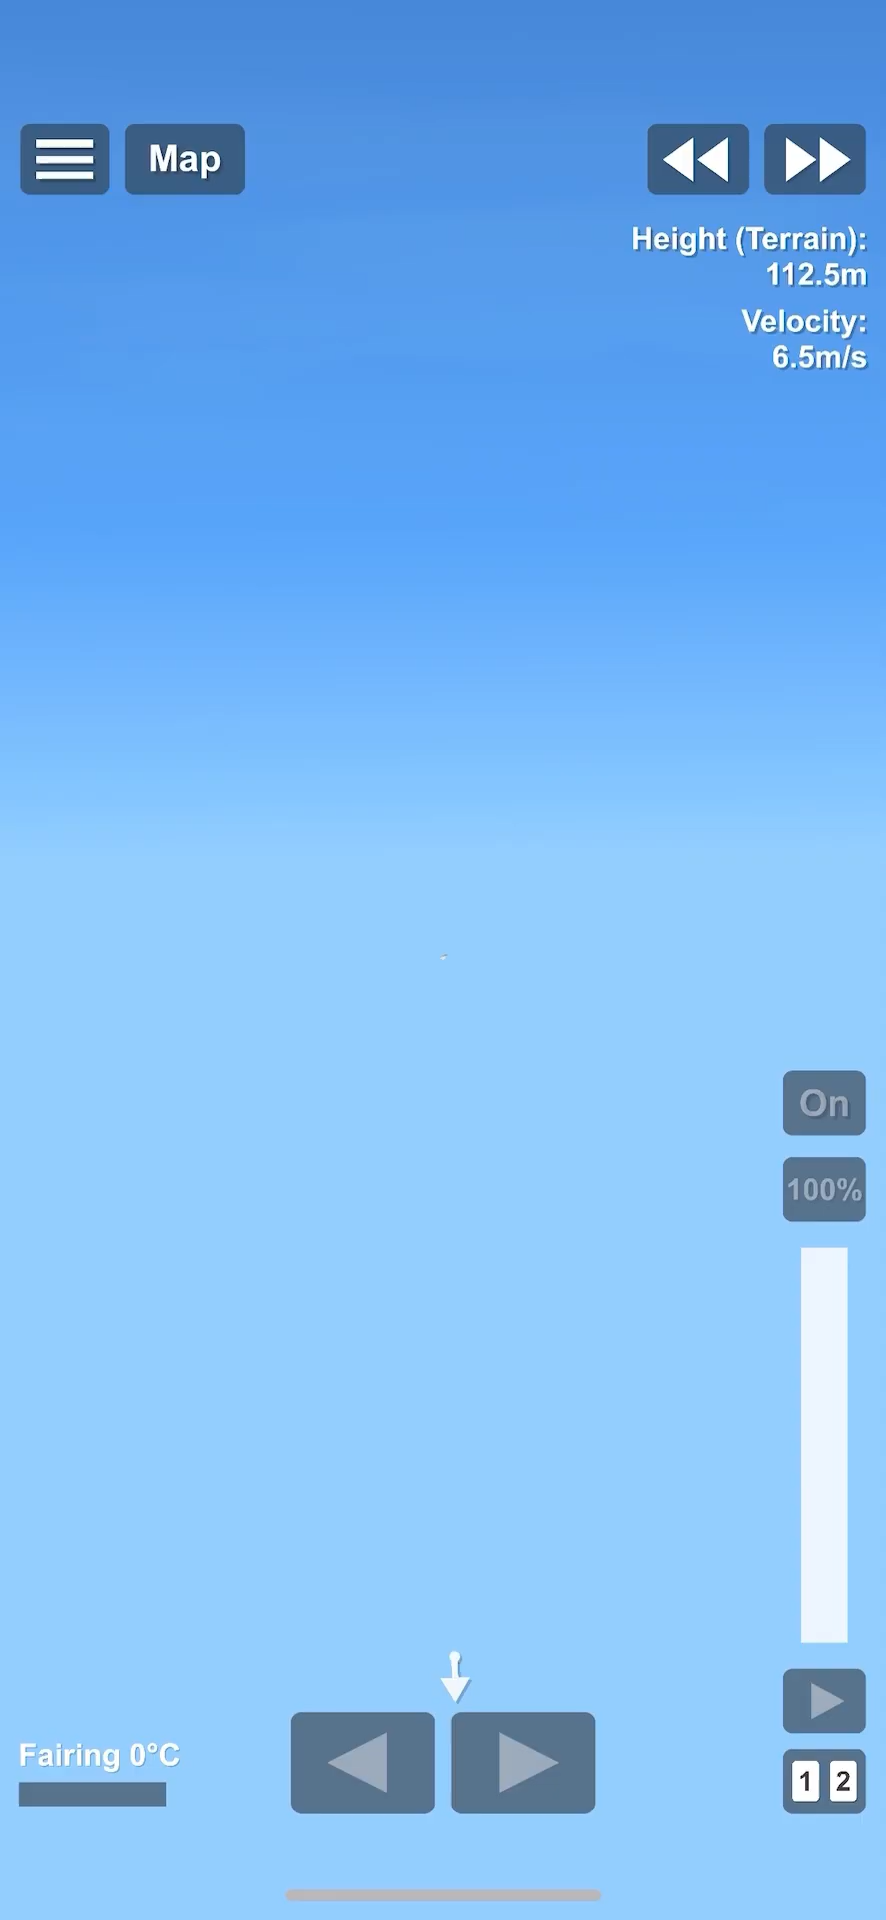 Map
Height (Terrain):
112.5m
Velocity:
6.5m/s
On
100%
Fairing 0°C
1 2